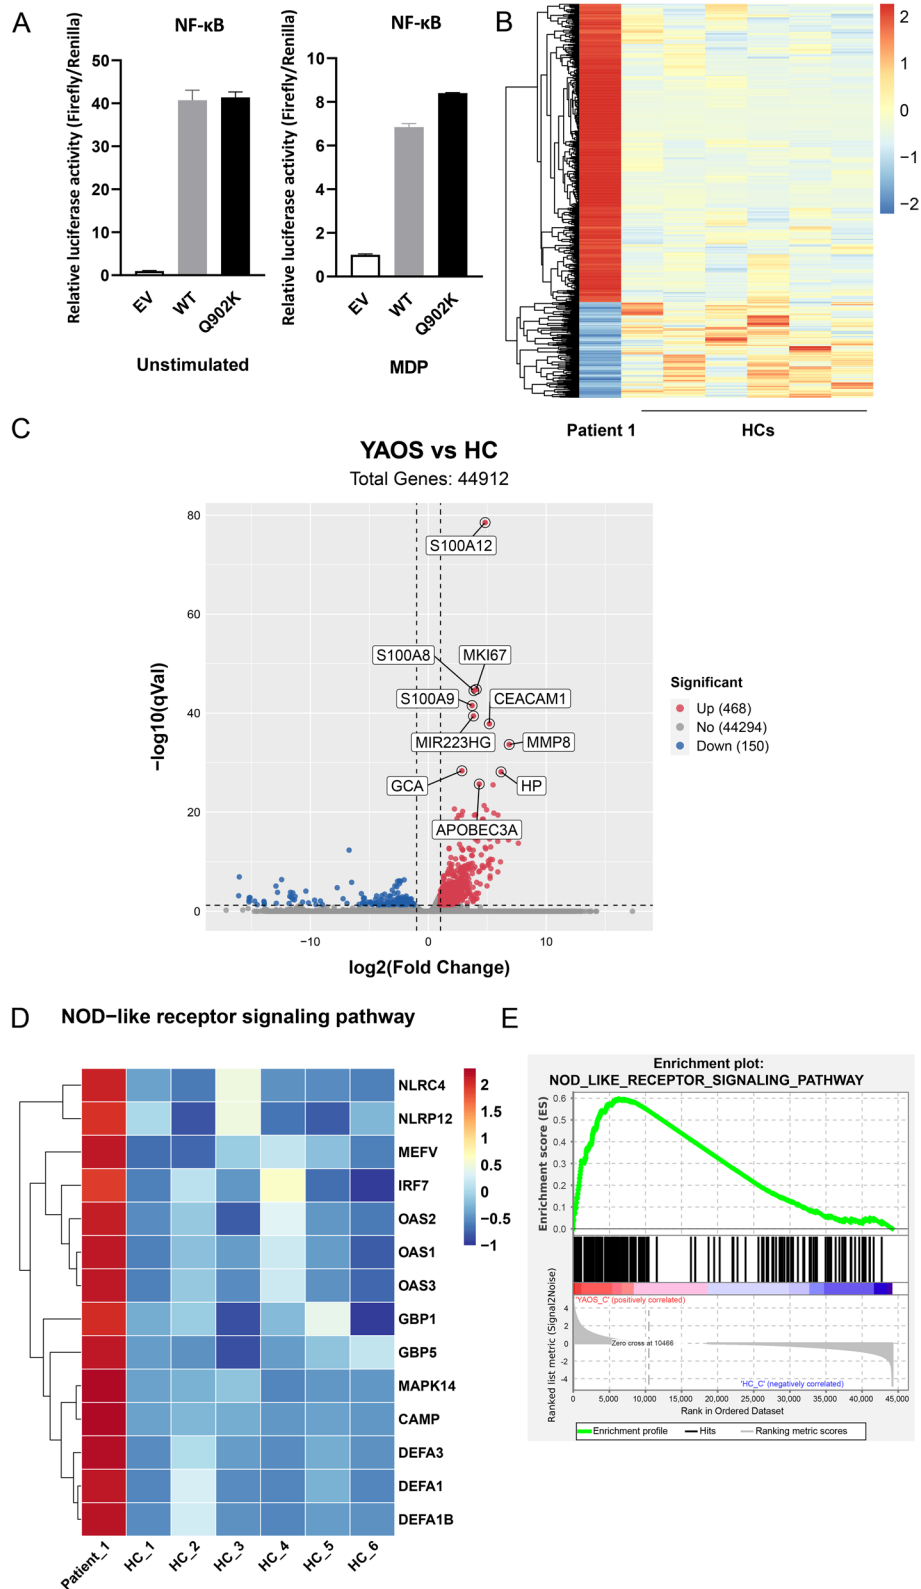 A
NF-κB
Relative luciferase activity (Firefly/Renilla)
50
40
30
20
10
0
EV
WT
Q902K
Unstimulated
NF-κB
Relative luciferase activity (Firefly/Renilla)
10
8
6
4
2
0
EV
WT
Q902K
MDP
B
2
1
0
−1
−2
Patient 1
HCs
C
YAOS vs HC
Total Genes: 44912
−log10(qVal)
80
60
40
20
0
S100A12
S100A8
MKI67
S100A9
CEACAM1
MIR223HG
MMP8
GCA
HP
APOBEC3A
−10
0
10
log2(Fold Change)
Significant
Up (468)
No (44294)
Down (150)
D
NOD−like receptor signaling pathway
NLRC4
NLRP12
MEFV
IRF7
OAS2
OAS1
OAS3
GBP1
GBP5
MAPK14
CAMP
DEFA3
DEFA1
DEFA1B
2
1.5
1
0.5
0
−0.5
−1
Patient_1
HC_1
HC_2
HC_3
HC_4
HC_5
HC_6
E
Enrichment plot:
NOD_LIKE_RECEPTOR_SIGNALING_PATHWAY
Enrichment score (ES)
0.6
0.5
0.4
0.3
0.2
0.1
0.0
'YAOS_C' (positively correlated)
Ranked list metric (Signal2Noise)
4
2
0
-2
-4
Zero cross at 10466
'HC_C' (negatively correlated)
0
5,000
10,000
15,000
20,000
25,000
30,000
35,000
40,000
45,000
Rank in Ordered Dataset
Enrichment profile
Hits
Ranking metric scores